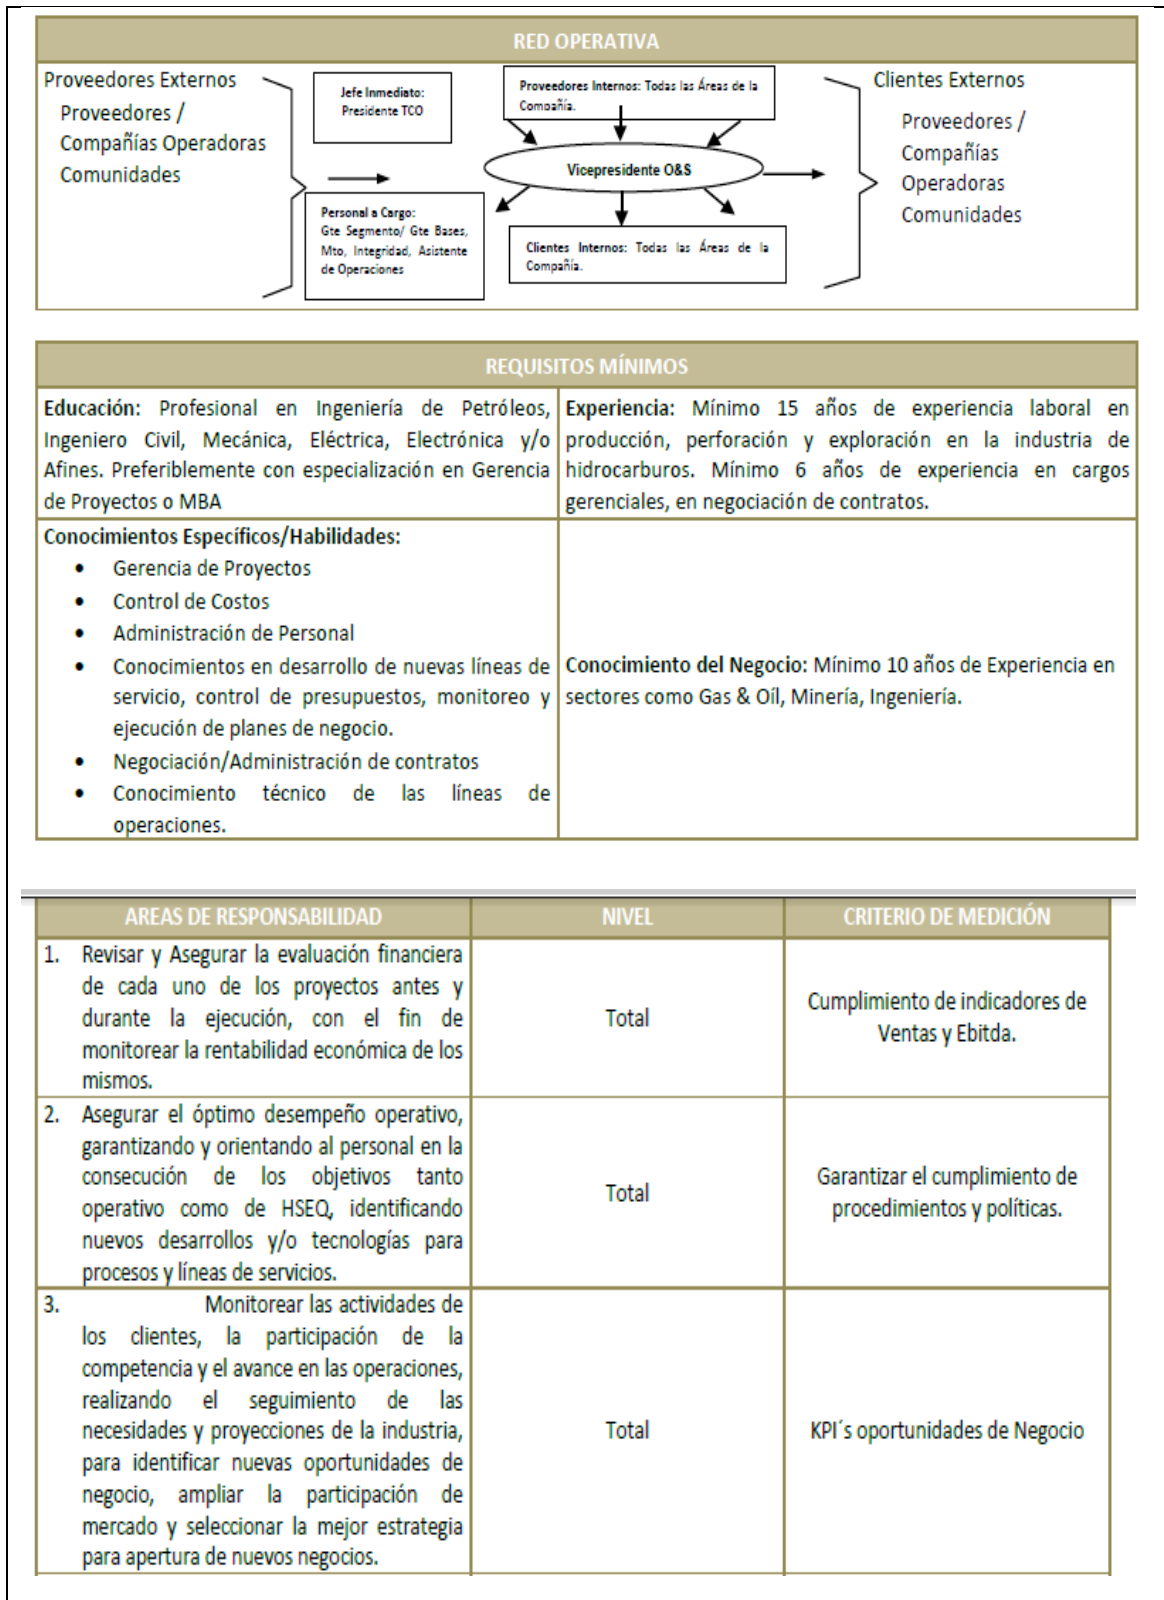 RED OPERATIVA
Proveedores Externos
Proveedores /
Compañías Operadoras
Comunidades
Jefe Inmediato:
Presidente TCO
Personal a Cargo:
Gte Segmento/ Gte Bases,
Mto, Integridad, Asistente
de Operaciones
Proveedores Internos: Todas las Áreas de la
Compañía.
Vicepresidente O&S
Clientes Internos: Todas las Áreas de la
Compañía.
Clientes Externos
Proveedores /
Compañías
Operadoras
Comunidades
REQUISITOS MÍNIMOS
Educación: Profesional en Ingeniería de Petróleos,
Ingeniero Civil, Mecánica, Eléctrica, Electrónica y/o
Afines. Preferiblemente con especialización en Gerencia
de Proyectos o MBA
Experiencia: Mínimo 15 años de experiencia laboral en
producción, perforación y exploración en la industria de
hidrocarburos. Mínimo 6 años de experiencia en cargos
gerenciales, en negociación de contratos.
Conocimientos Específicos/Habilidades:
• Gerencia de Proyectos
• Control de Costos
• Administración de Personal
• Conocimientos en desarrollo de nuevas líneas de
servicio, control de presupuestos, monitoreo y
ejecución de planes de negocio.
• Negociación/Administración de contratos
• Conocimiento técnico de las líneas de
operaciones.
Conocimiento del Negocio: Mínimo 10 años de Experiencia en
sectores como Gas & Oíl, Minería, Ingeniería.
AREAS DE RESPONSABILIDAD
NIVEL
CRITERIO DE MEDICIÓN
1. Revisar y Asegurar la evaluación financiera
de cada uno de los proyectos antes y
durante la ejecución, con el fin de
monitorear la rentabilidad económica de los
mismos.
Total
Cumplimiento de indicadores de
Ventas y Ebitda.
2. Asegurar el óptimo desempeño operativo,
garantizando y orientando al personal en la
consecución de los objetivos tanto
operativo como de HSEQ, identificando
nuevos desarrollos y/o tecnologías para
procesos y líneas de servicios.
Total
Garantizar el cumplimiento de
procedimientos y políticas.
3. Monitorear las actividades de
los clientes, la participación de la
competencia y el avance en las operaciones,
realizando el seguimiento de las
necesidades y proyecciones de la industria,
para identificar nuevas oportunidades de
negocio, ampliar la participación de
mercado y seleccionar la mejor estrategia
para apertura de nuevos negocios.
Total
KPI´s oportunidades de Negocio